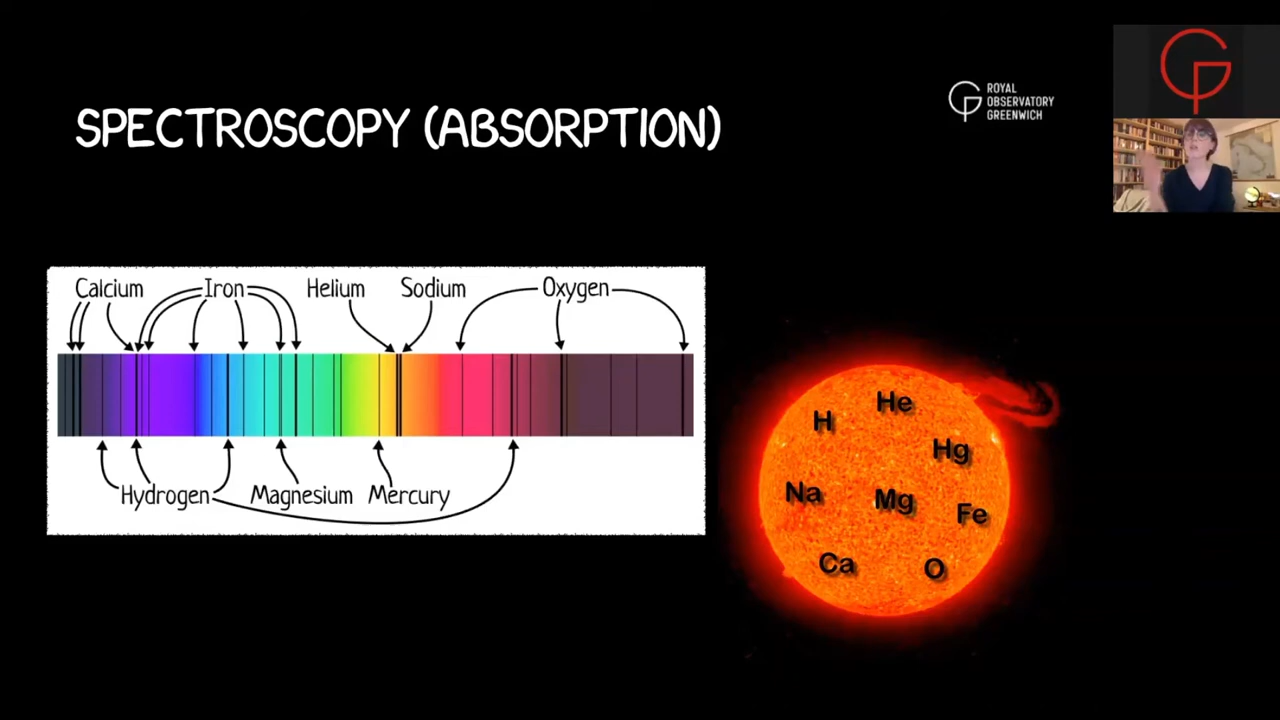 SPECTROSCOPY (ABSORPTION)
ROYAL
OBSERVATORY
GREENWICH
Calcium Iron Helium Sodium Oxygen
Hydrogen Magnesium Mercury
He
H
Hg
Na
Mg
Fe
Ca
O